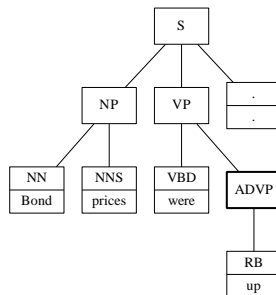 S
NP VP .
.
NN NNS VBD ADVP
Bond prices were
RB
up